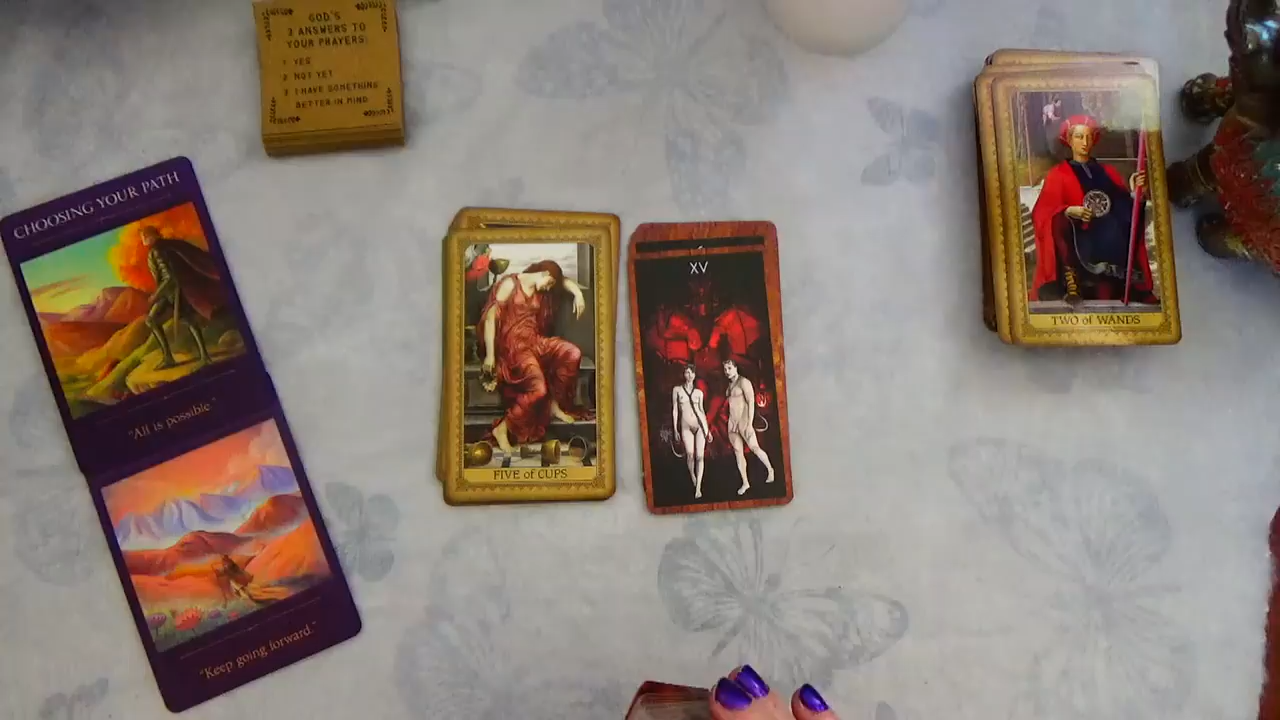 GOD'S
3 ANSWERS TO
YOUR PRAYERS:
1 YES
2 NOT YET
3 I HAVE SOMETHING
BETTER IN MIND
CHOOSING YOUR PATH
"All is possible."
"Keep going forward."
FIVE of CUPS
XV
TWO of WANDS